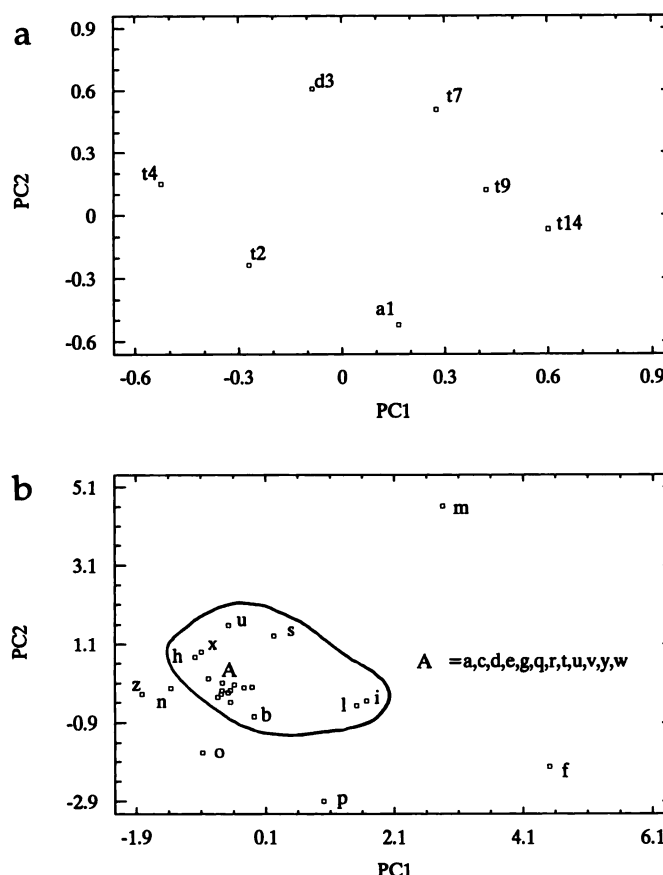 a
0.9
0.6
0.3
0
-0.3
-0.6
PC2
d3
t7
t4
t9
t14
t2
a1
-0.6 -0.3 0 0.3 0.6 0.9
PC1
b
5.1
3.1
1.1
-0.9
-2.9
PC2
m
u
s
x
h
A
A =a,c,d,e,g,q,r,t,u,v,y,w
z
n
l
i
b
o
f
p
-1.9 0.1 2.1 4.1 6.1
PC1